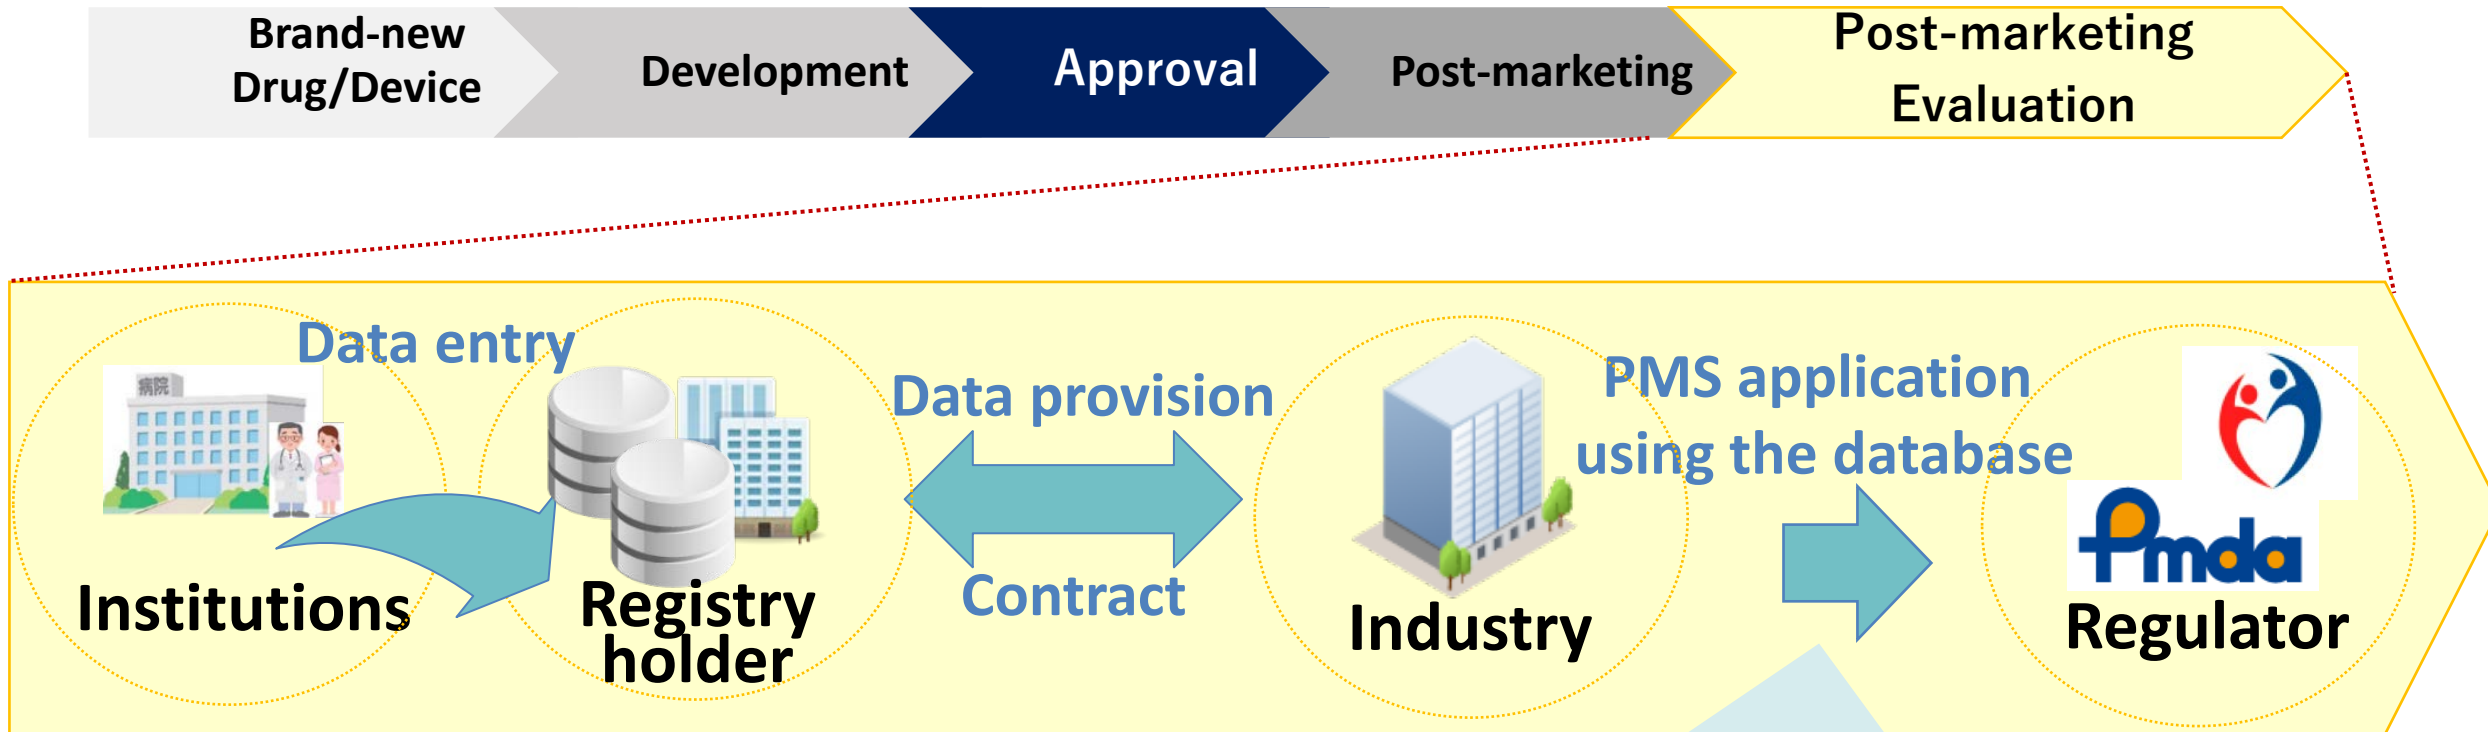 Brand-new
Drug/Device
Development
Approval
Post-marketing
Post-marketing
Evaluation
Data entry
病院
Institutions
Registry
holder
Data provision
Contract
Industry
PMS application
using the database
Pmda
Regulator